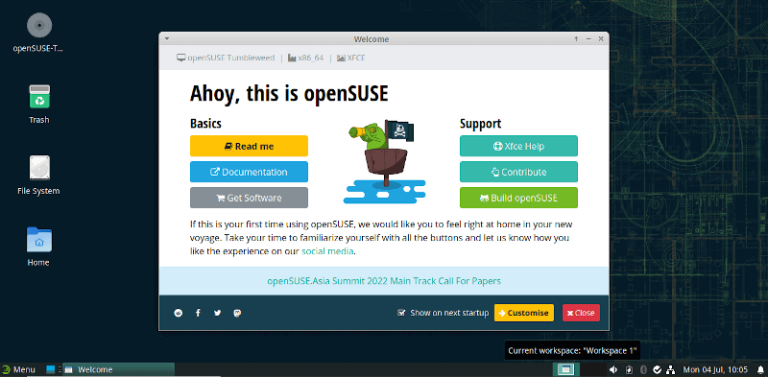 openSUSE-T...
Trash
File System
Home
Welcome
openSUSE Tumbleweed | x86_64 | XFCE
Ahoy, this is openSUSE
Basics
Support
Read me
Xfce Help
Documentation
Contribute
Get Software
Build openSUSE
If this is your first time using openSUSE, we would like you to feel right at home in your new
voyage. Take your time to familiarize yourself with all the buttons and let us know how you
like the experience on our social media.
openSUSE.Asia Summit 2022 Main Track Call For Papers
Show on next startup
Customise
Close
Current workspace: "Workspace 1"
Menu
Welcome
Mon 04 Jul, 10:05